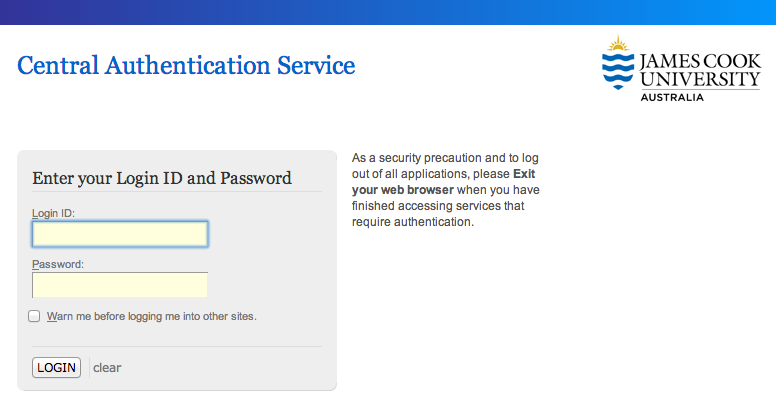 Central Authentication Service
JAMES COOK
UNIVERSITY
AUSTRALIA
Enter your Login ID and Password
Login ID:
Password:
Warn me before logging me into other sites.
LOGIN
clear
As a security precaution and to log
out of all applications, please Exit
your web browser when you have
finished accessing services that
require authentication.